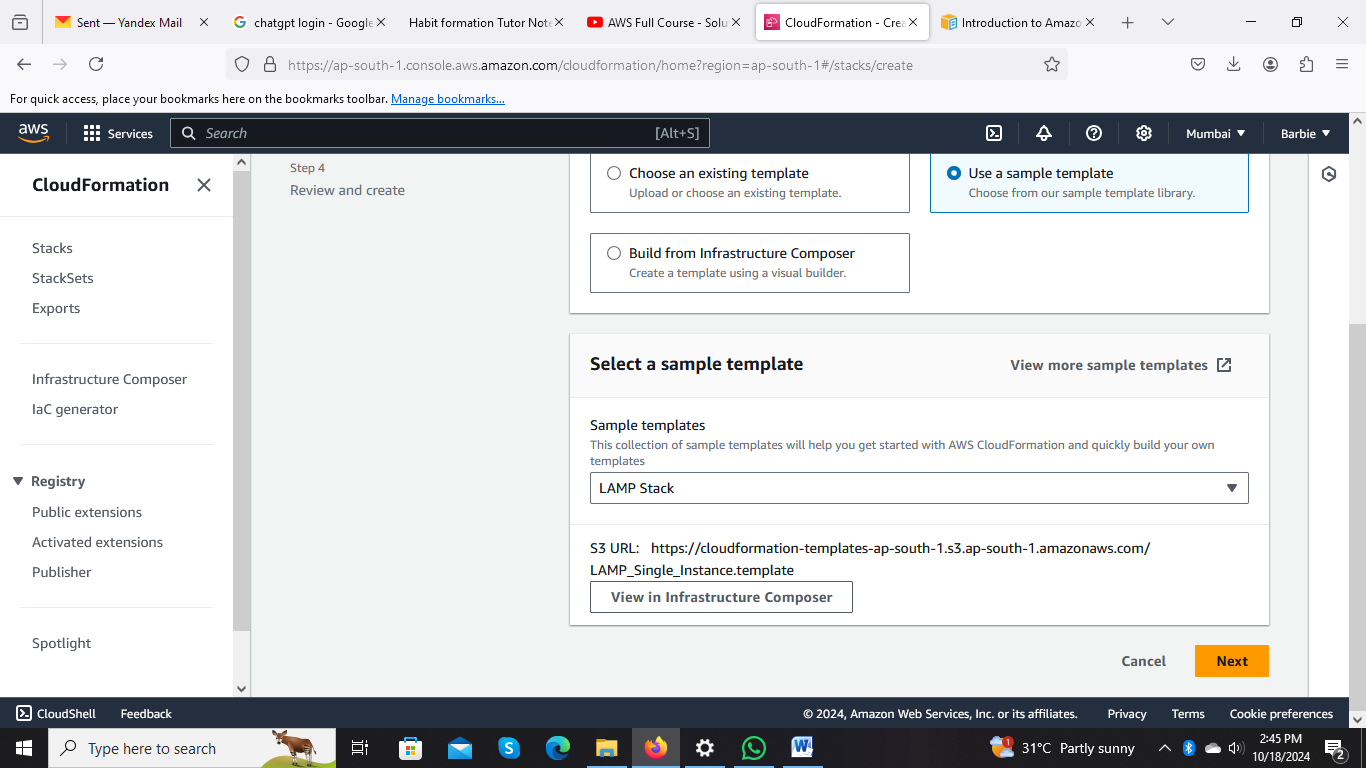 Sent — Yandex Mail
chatgpt login - Google
Habit formation Tutor Note
AWS Full Course - Solu
CloudFormation - Crea
Introduction to Amazo
https://ap-south-1.console.aws.amazon.com/cloudformation/home?region=ap-south-1#/stacks/create
For quick access, place your bookmarks here on the bookmarks toolbar. Manage bookmarks...
aws
Services
Search
[Alt+S]
Mumbai
Barbie
CloudFormation
Stacks
StackSets
Exports
Infrastructure Composer
IaC generator
Registry
Public extensions
Activated extensions
Publisher
Spotlight
Step 4
Review and create
Choose an existing template
Upload or choose an existing template.
Use a sample template
Choose from our sample template library.
Build from Infrastructure Composer
Create a template using a visual builder.
Select a sample template
View more sample templates
Sample templates
This collection of sample templates will help you get started with AWS CloudFormation and quickly build your own
templates
LAMP Stack
S3 URL: https://cloudformation-templates-ap-south-1.s3.ap-south-1.amazonaws.com/
LAMP_Single_Instance.template
View in Infrastructure Composer
Cancel
Next
CloudShell
Feedback
© 2024, Amazon Web Services, Inc. or its affiliates.
Privacy
Terms
Cookie preferences
Type here to search
31°C Partly sunny
2:45 PM
10/18/2024
2